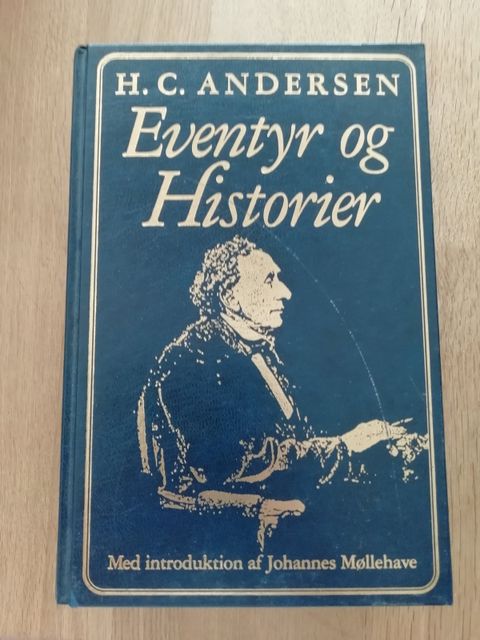 H. C. ANDERSEN
Eventyr og
Historier
Med introduktion af Johannes Møllehave